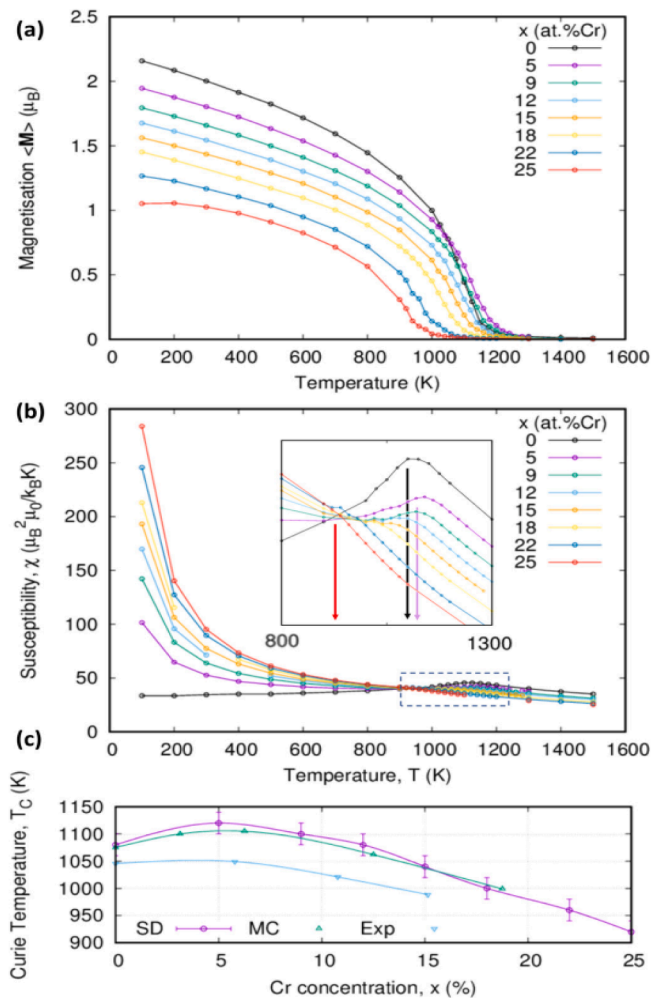 (a)
2.5
2
1.5
1
0.5
0
Magnetisation <M> (μB)
x (at.%Cr)
0
5
9
12
15
18
22
25
0 200 400 600 800 1000 1200 1400 1600
Temperature (K)
(b)
300
250
200
150
100
50
0
Susceptibility, χ (μB²μ0/kBK)
x (at.%Cr)
0
5
9
12
15
18
22
25
800 1300
0 200 400 600 800 1000 1200 1400 1600
Temperature, T (K)
(c)
1150
1100
1050
1000
950
900
Curie Temperature, TC (K)
SD MC Exp
0 5 10 15 20 25
Cr concentration, x (%)